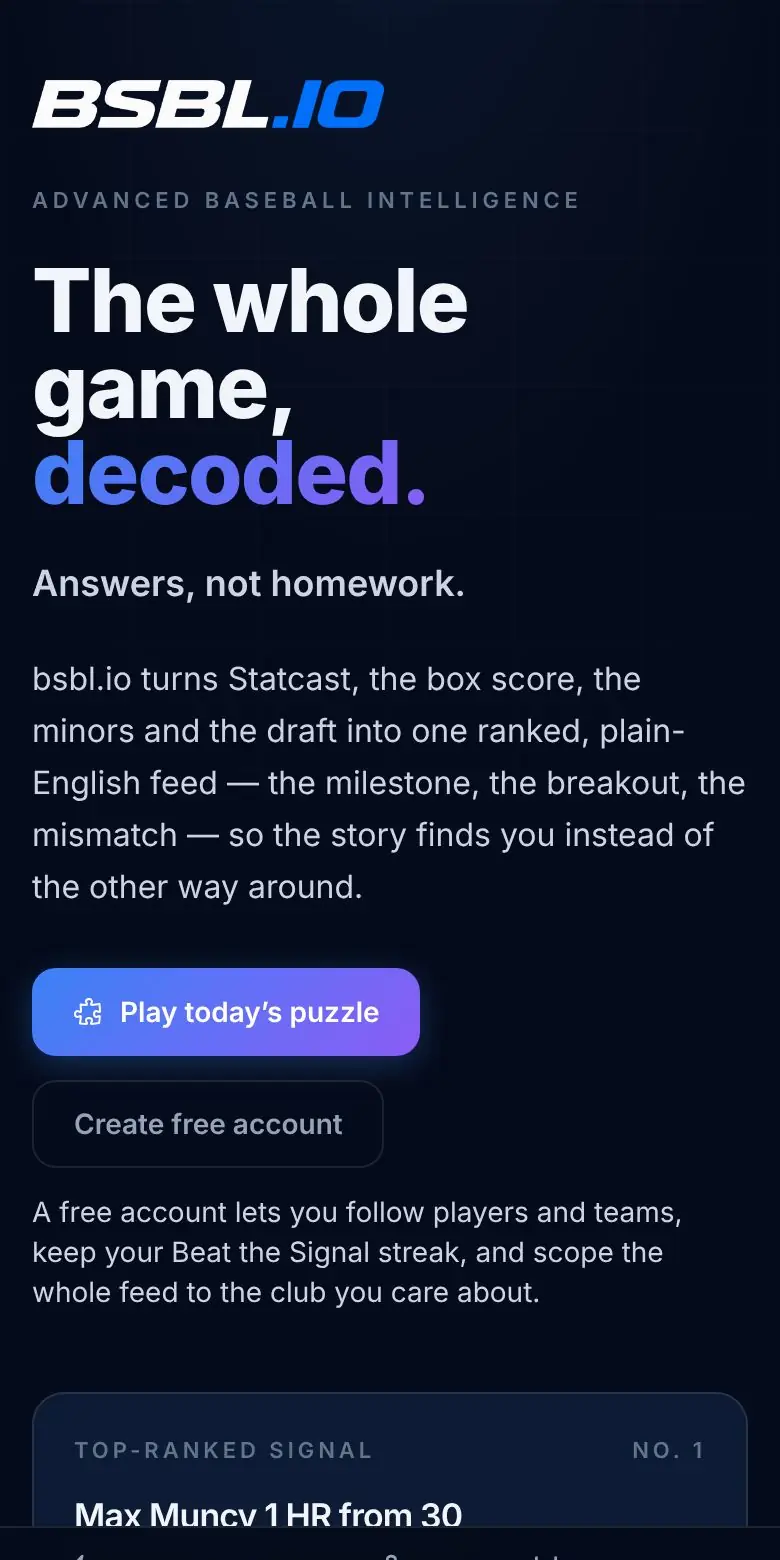 BSBL.IO
ADVANCED BASEBALL INTELLIGENCE
The whole
game,
decoded.
Answers, not homework.
bsbl.io turns Statcast, the box score, the
minors and the draft into one ranked, plain-
English feed — the milestone, the breakout, the
mismatch — so the story finds you instead of
the other way around.
Play today’s puzzle
Create free account
A free account lets you follow players and teams,
keep your Beat the Signal streak, and scope the
whole feed to the club you care about.
TOP-RANKED SIGNAL NO. 1
Max Muncy 1 HR from 30